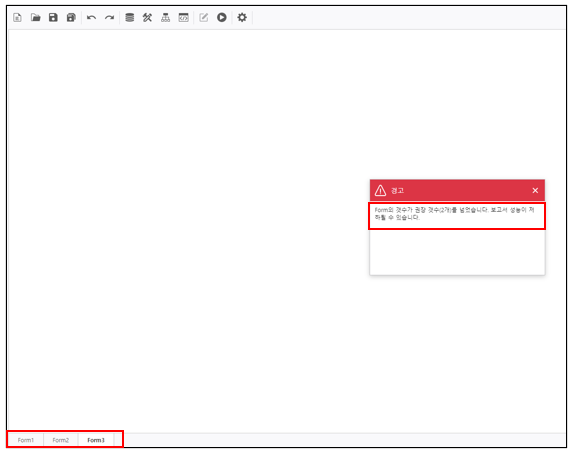 경고
Form의 갯수가 권장 갯수(2개)를 넘었습니다. 보고서 성능이 저
하될 수 있습니다.
Form1 Form2 Form3